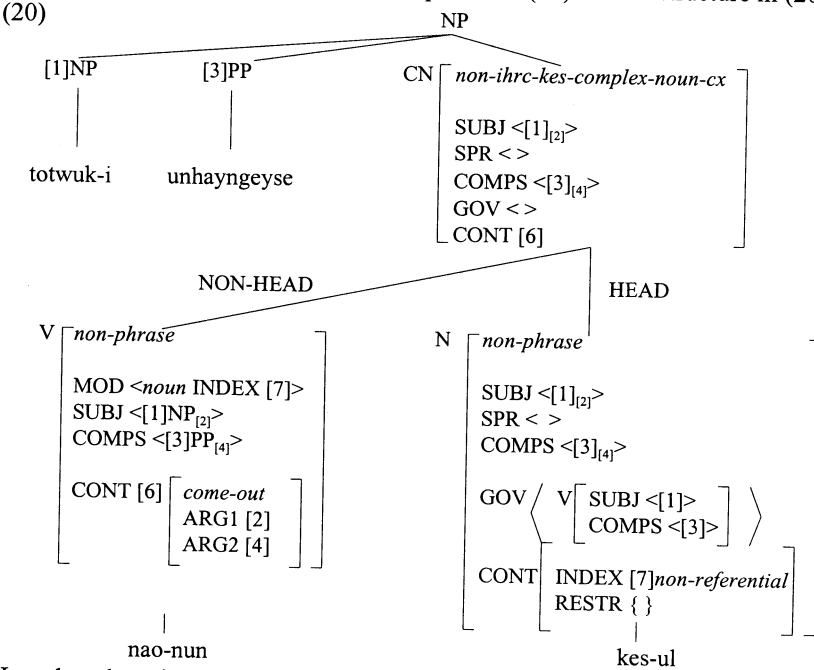 (20)
NP
[1]NP [3]PP CN non-ihrc-kes-complex-noun-cx
SUBJ <[1][2]>
SPR < >
totwuk-i unhayngeyse COMPS <[3][4]>
GOV < >
CONT [6]
NON-HEAD HEAD
V non-phrase N non-phrase
MOD <noun INDEX [7]> SUBJ <[1][2]>
SUBJ <[1]NP[2]> SPR < >
COMPS <[3]PP[4]> COMPS <[3][4]>
CONT [6] come-out GOV < V SUBJ <[1]> >
ARG1 [2] COMPS <[3]>
ARG2 [4]
CONT INDEX [7]non-referential
RESTR { }
nao-nun kes-ul